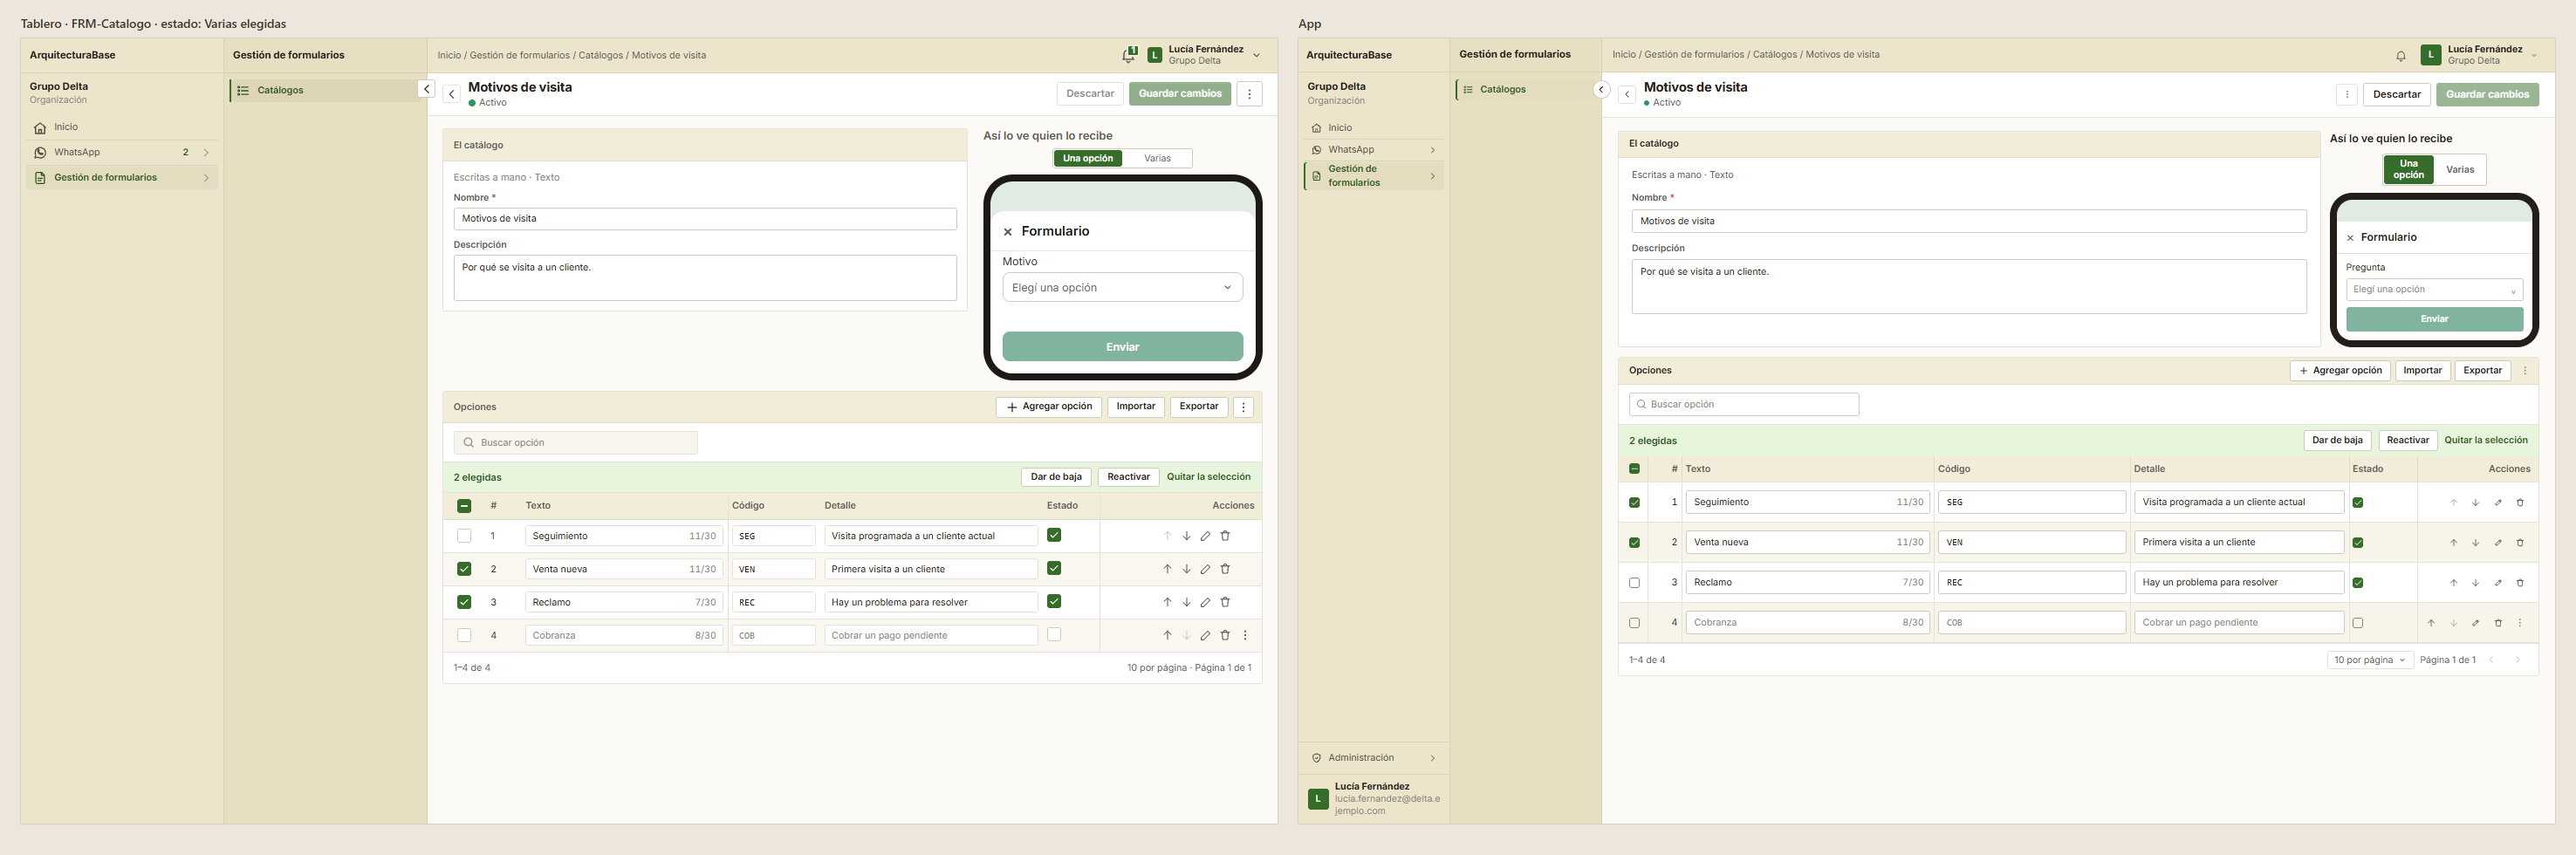 Tablero · FRM-Catalogo · estado: Varias elegidas
ArquitecturaBase
Grupo Delta
Organización
Inicio
WhatsApp 2
Gestión de formularios
Gestión de formularios
Catálogos
Inicio / Gestión de formularios / Catálogos / Motivos de visita
1
L
Lucía Fernández
Grupo Delta
Motivos de visita
Activo
Descartar
Guardar cambios
El catálogo
Escritas a mano · Texto
Nombre *
Motivos de visita
Descripción
Por qué se visita a un cliente.
Así lo ve quien lo recibe
Una opción Varias
Formulario
Motivo
Elegí una opción
Enviar
Opciones
Agregar opción Importar Exportar
Buscar opción
2 elegidas Dar de baja Reactivar Quitar la selección
# Texto Código Detalle Estado Acciones
1 Seguimiento 11/30 SEG Visita programada a un cliente actual
2 Venta nueva 11/30 VEN Primera visita a un cliente
3 Reclamo 7/30 REC Hay un problema para resolver
4 Cobranza 8/30 COB Cobrar un pago pendiente
1–4 de 4 10 por página · Página 1 de 1
App
ArquitecturaBase
Grupo Delta
Organización
Inicio
WhatsApp
Gestión de
formularios
Administración
L
Lucía Fernández
lucia.fernandez@delta.e
jemplo.com
Gestión de formularios
Catálogos
Inicio / Gestión de formularios / Catálogos / Motivos de visita
L
Lucía Fernández
Grupo Delta
Motivos de visita
Activo
Descartar
Guardar cambios
El catálogo
Escritas a mano · Texto
Nombre *
Motivos de visita
Descripción
Por qué se visita a un cliente.
Así lo ve quien lo recibe
Una
opción
Varias
Formulario
Pregunta
Elegí una opción
Enviar
Opciones
Agregar opción Importar Exportar
Buscar opción
2 elegidas Dar de baja Reactivar Quitar la selección
# Texto Código Detalle Estado Acciones
1 Seguimiento 11/30 SEG Visita programada a un cliente actual
2 Venta nueva 11/30 VEN Primera visita a un cliente
3 Reclamo 7/30 REC Hay un problema para resolver
4 Cobranza 8/30 COB Cobrar un pago pendiente
1–4 de 4 10 por página Página 1 de 1